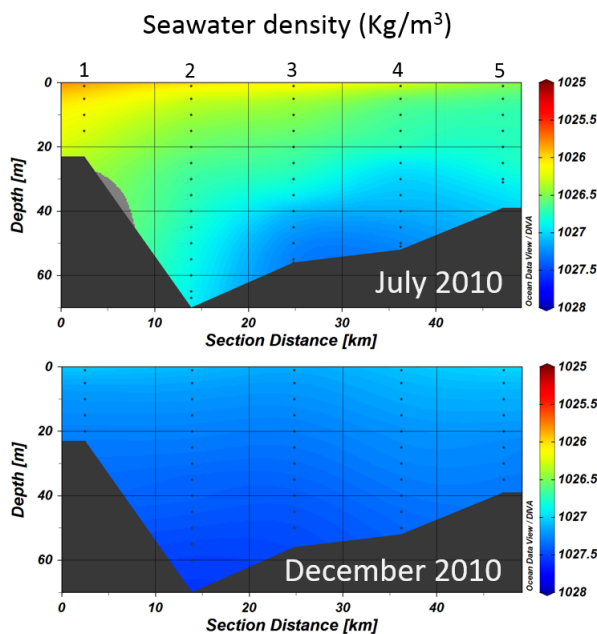 Seawater density (Kg/m³)
1 2 3 4 5
0
20
40
60
Depth [m]
0 10 20 30 40
Section Distance [km]
July 2010
Ocean Data View / DIVA
1025
1025.5
1026
1026.5
1027
1027.5
1028
0
20
40
60
Depth [m]
0 10 20 30 40
Section Distance [km]
December 2010
Ocean Data View / DIVA
1025
1025.5
1026
1026.5
1027
1027.5
1028